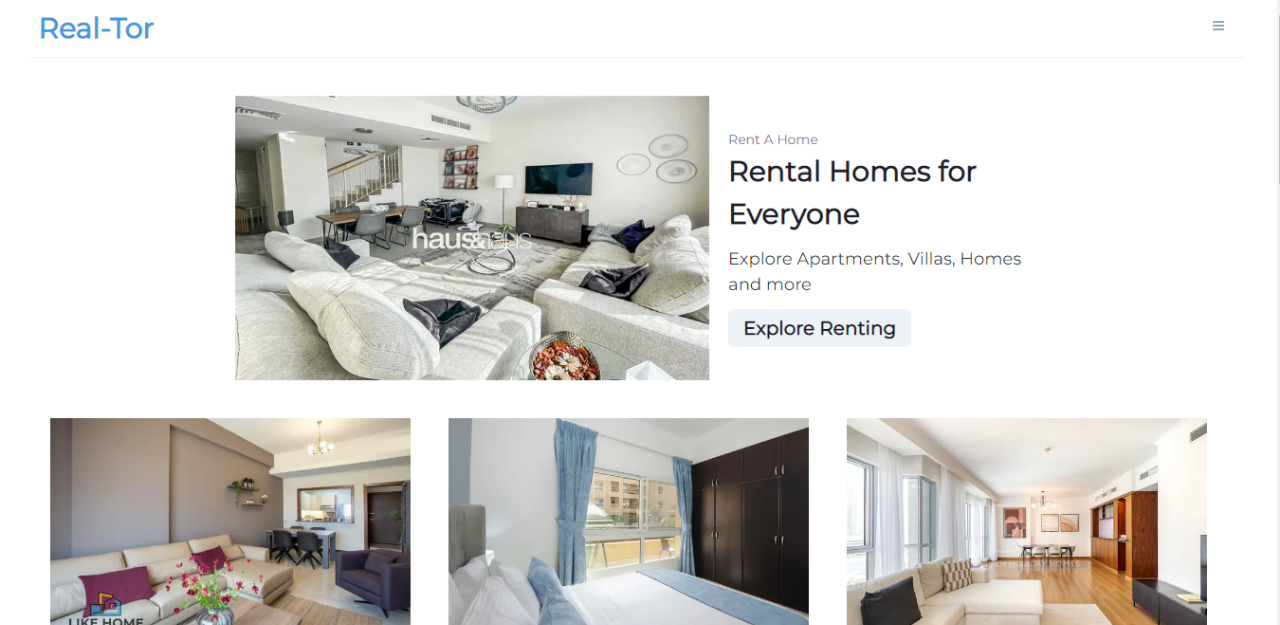 Real-Tor
Rent A Home
Rental Homes for
Everyone
Explore Apartments, Villas, Homes
and more
Explore Renting
haus&haus
LIKE HOME